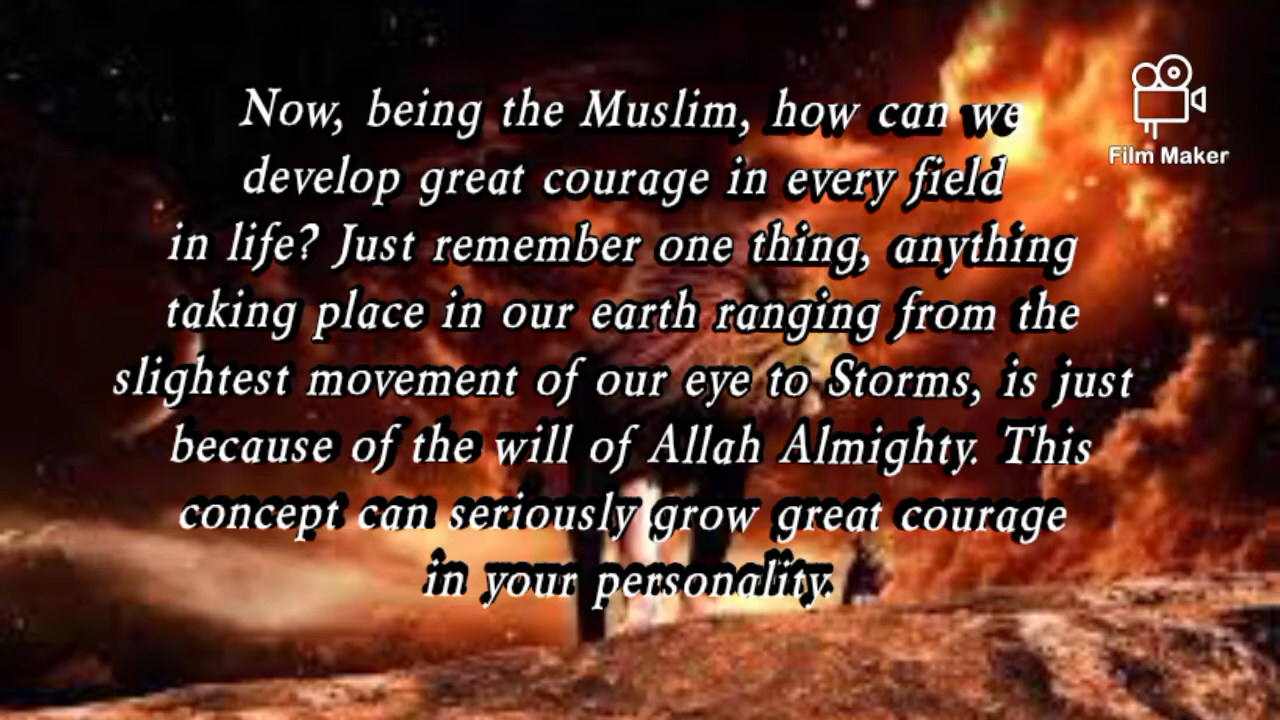 Now, being the Muslim, how can we
develop great courage in every field
in life? Just remember one thing, anything
taking place in our earth ranging from the
slightest movement of our eye to Storms, is just
because of the will of Allah Almighty. This
concept can seriously grow great courage
in your personality.
Film Maker